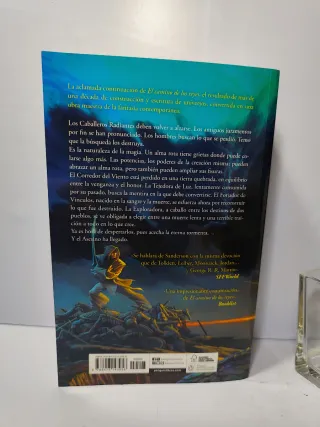 La aclamada continuación de El camino de los reyes, el resultado de más de
una década de construcción y escritura de universos, convertida en una
obra maestra de la fantasía contemporánea.
Los Caballeros Radiantes deben volver a alzarse. Los antiguos juramentos
por fin se han pronunciado. Los hombres buscan lo que se perdió. Temo
que la búsqueda los destruya.
Es la naturaleza de la magia. Un alma rota tiene grietas donde puede co-
larse algo más. Las potencias, los poderes de la creación misma, pueden
abrazar un alma rota, pero también pueden ampliar sus fisuras.
El Corredor del Viento está perdido en una tierra quebrada, en equilibrio
entre la venganza y el honor. La Tejedora de Luz, lentamente consumida
por su pasado, busca la mentira en la que debe convertirse. El Forjador de
Vínculos, nacido en la sangre y la muerte, se esfuerza ahora por reconstruir
lo que fue destruido. La Exploradora, a caballo entre los destinos de dos
pueblos, se ve obligada a elegir entre una muerte lenta y una terrible trai-
ción a todo en lo que cree.
Ya es hora de despertarlos, pues acecha la eterna tormenta.
Y el Asesino ha llegado.
Se hablará de Sanderson con la misma devoción
que de Tolkien, Leiber, Moorcock, Jordan...
George R. R. Martin.
SFF World
de El camino de los reyes.
Booklist